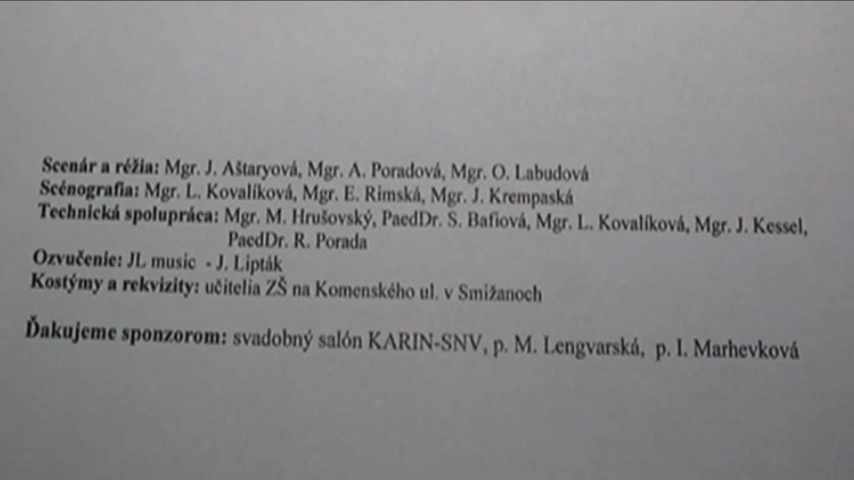 Scenár a réžia: Mgr. J. Aštaryová, Mgr. A. Poradová, Mgr. O. Labudová
Scénografia: Mgr. L. Kovalíková, Mgr. E. Rimská, Mgr. J. Krempaská
Technická spolupráca: Mgr. M. Hrušovský, PaedDr. S. Bafiová, Mgr. L. Kovalíková, Mgr. J. Kessel,
PaedDr. R. Porada
Ozvučenie: JL music - J. Lipták
Kostýmy a rekvizity: učitelia ZŠ na Komenského ul. v Smižanoch
Ďakujeme sponzorom: svadobný salón KARIN-SNV, p. M. Lengvarská, p. I. Marhevková